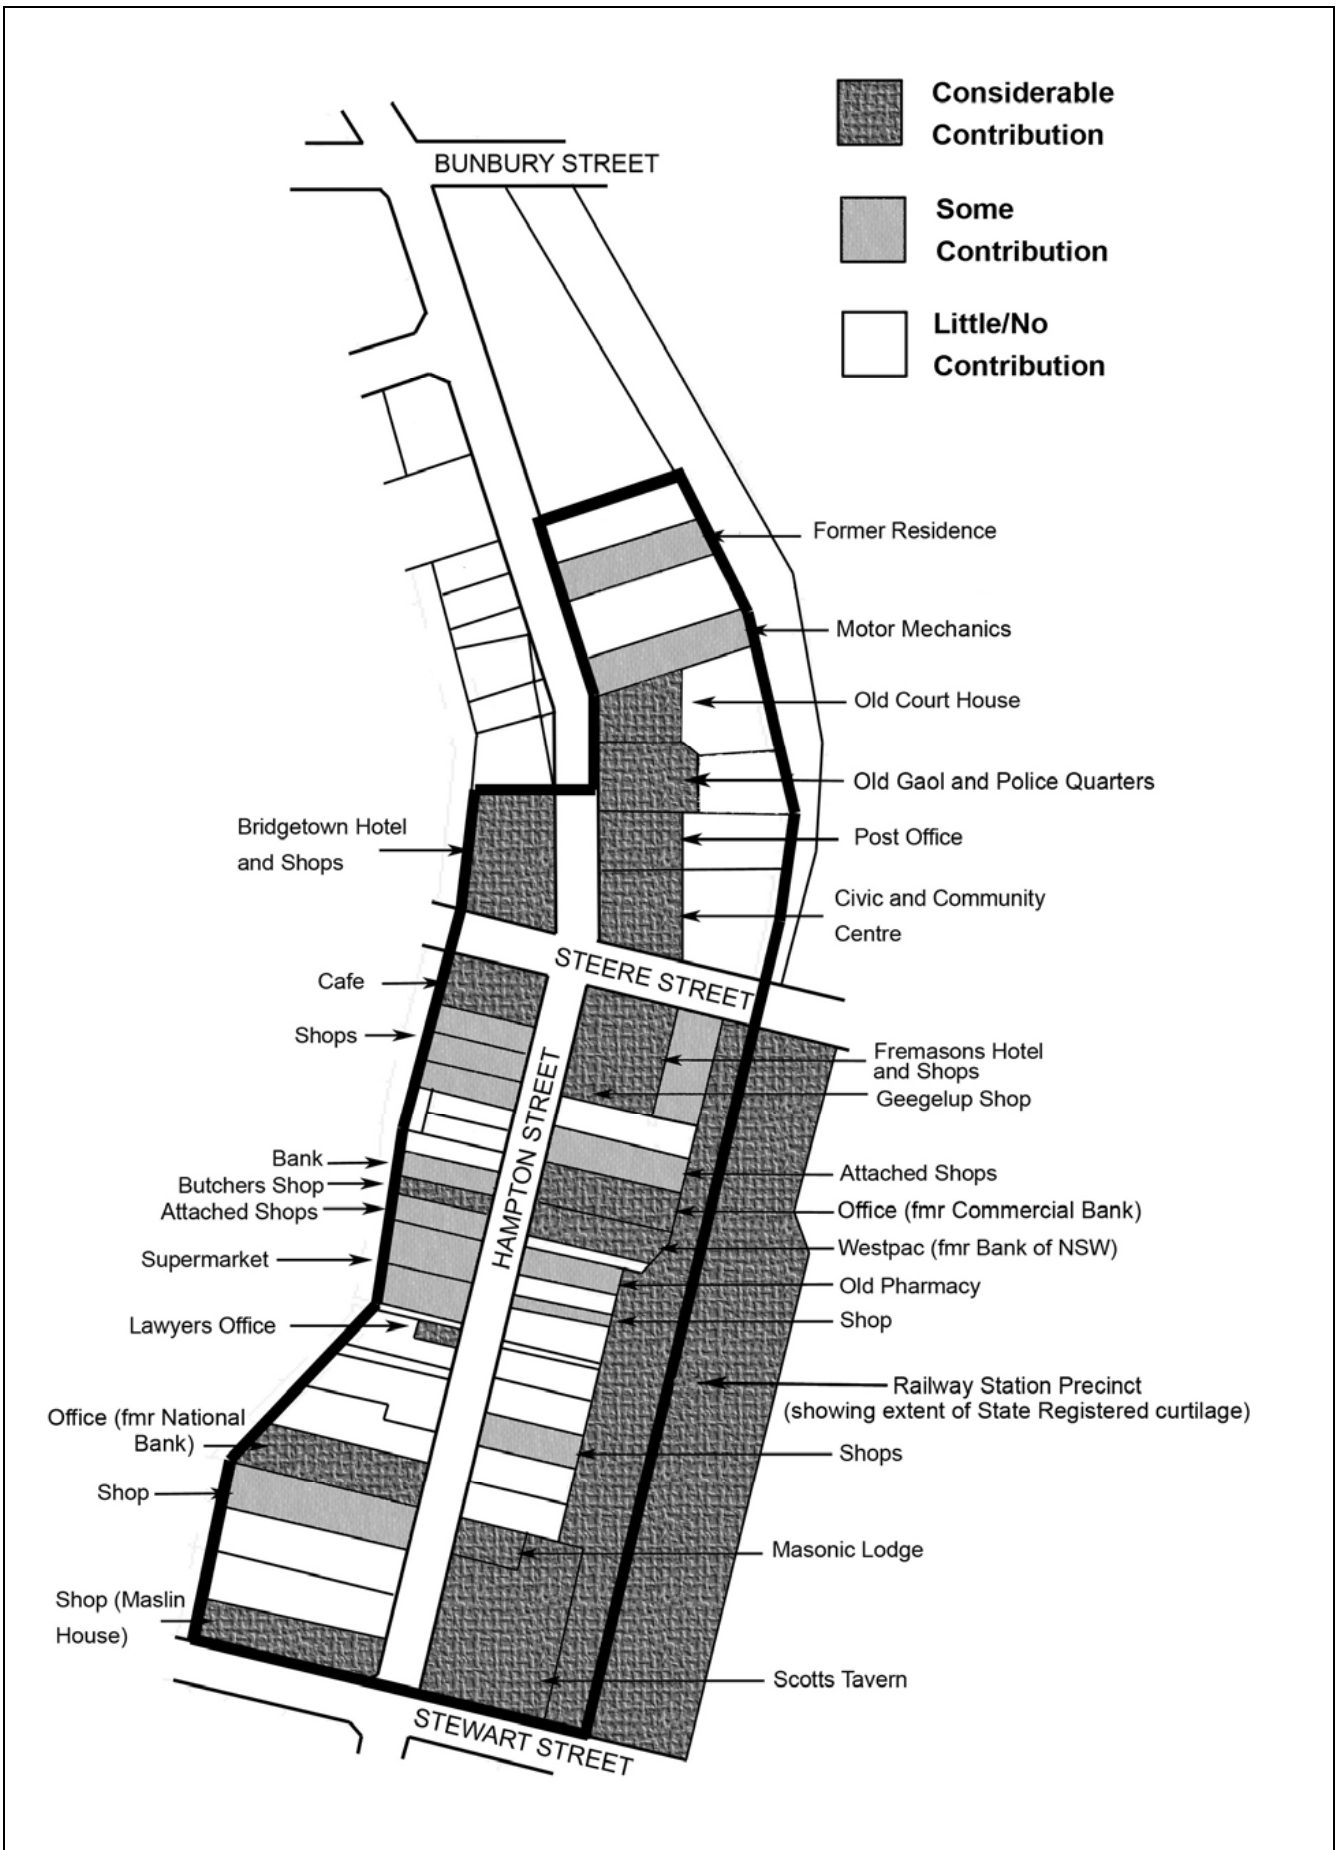 Considerable
Contribution
BUNBURY STREET
Some
Contribution
Little/No
Contribution
Former Residence
Motor Mechanics
Old Court House
Old Gaol and Police Quarters
Bridgetown Hotel
and Shops
Post Office
Civic and Community
Centre
STEERE STREET
Cafe
Shops
Fremasons Hotel
and Shops
Geegelup Shop
HAMPTON STREET
Bank
Butchers Shop
Attached Shops
Supermarket
Lawyers Office
Attached Shops
Office (fmr Commercial Bank)
Westpac (fmr Bank of NSW)
Old Pharmacy
Shop
Railway Station Precinct
(showing extent of State Registered curtilage)
Office (fmr National
Bank)
Shop
Shops
Masonic Lodge
Shop (Maslin
House)
Scotts Tavern
STEWART STREET